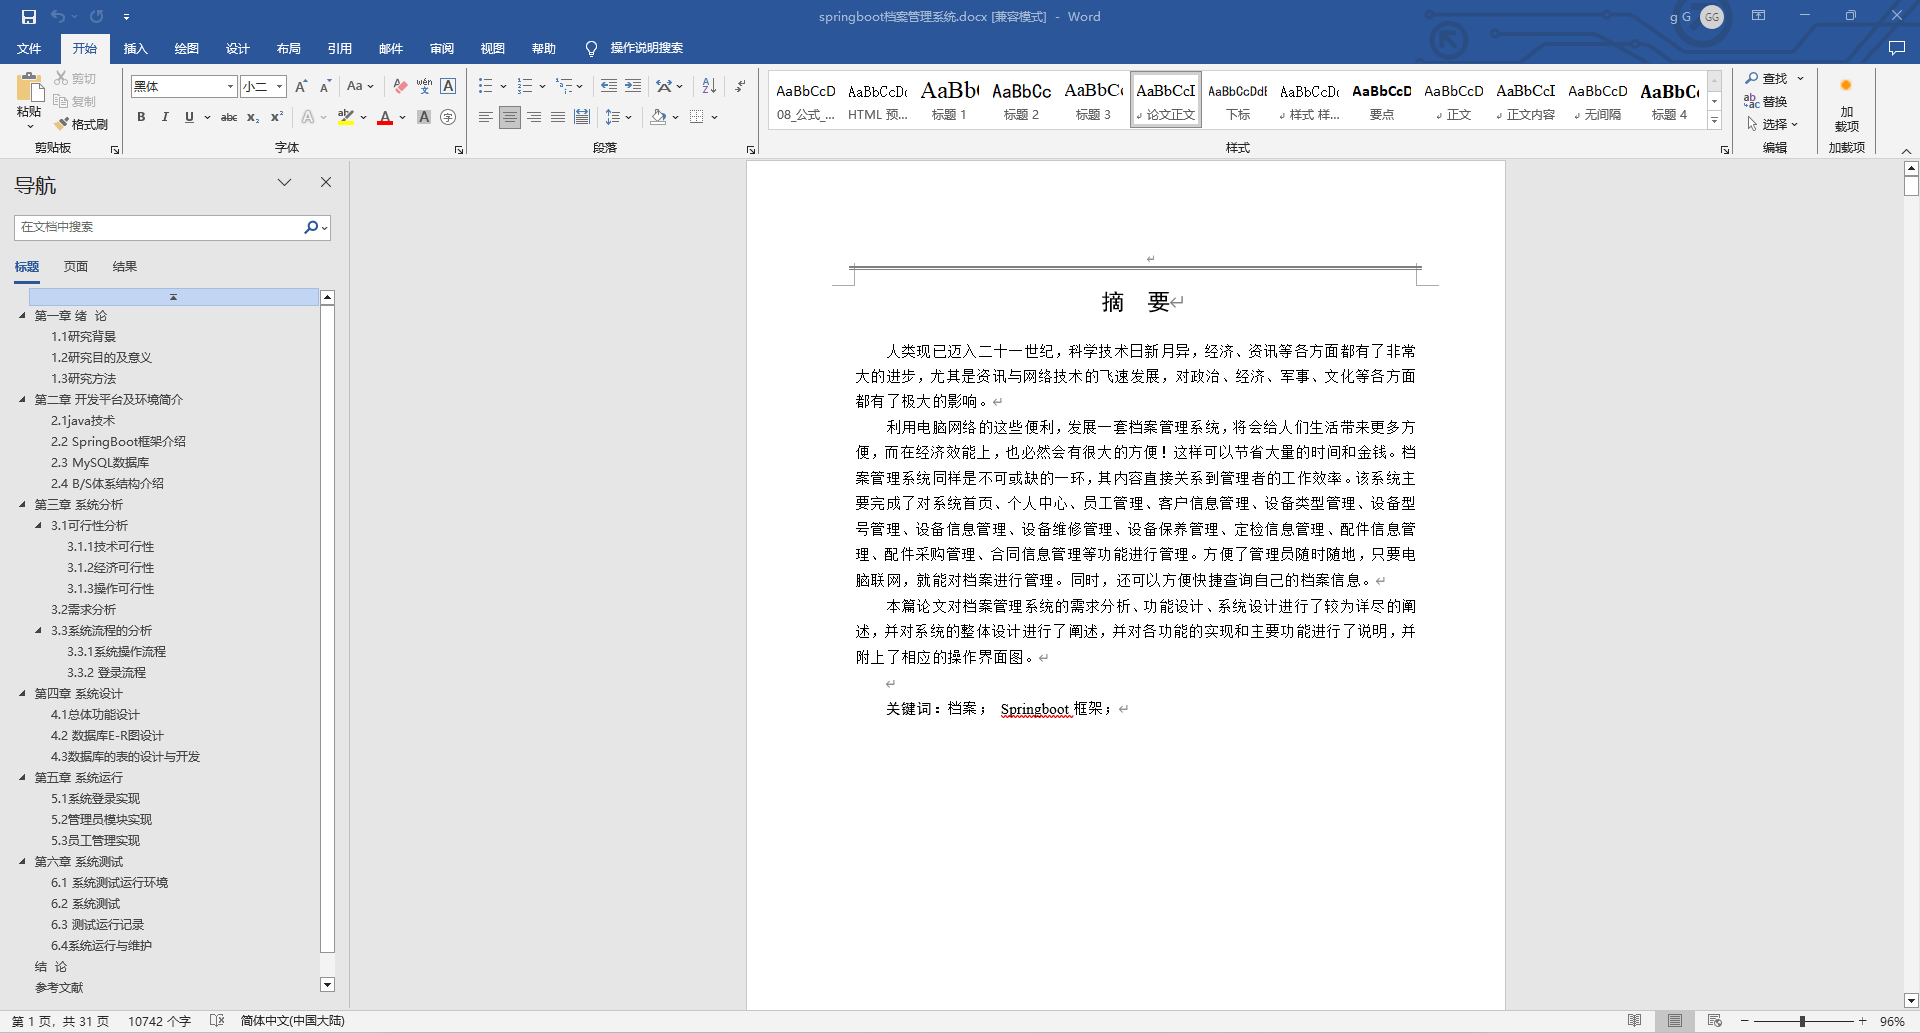 springboot档案管理系统.docx [兼容模式] - Word
g G
GG
文件 开始 插入 绘图 设计 布局 引用 邮件 审阅 视图 帮助 操作说明搜索
粘贴
剪切
复制
格式刷
剪贴板
黑体 小二
字体
段落
AaBbCcD 08_公式_...
AaBbCcDc HTML 预...
AaBb( 标题 1
AaBbCc 标题 2
AaBbC( 标题 3
AaBbCcI 论文正文
AaBbCcDdE 下标
AaBbCcDc 样式 样...
AaBbCcD 要点
AaBbCcD 正文
AaBbCcI 正文内容
AaBbCcD 无间隔
AaBbC( 标题 4
样式
查找
替换
选择
编辑
加
载项
加载项
导航
在文档中搜索
标题 页面 结果
第一章 绪 论
1.1研究背景
1.2研究目的及意义
1.3研究方法
第二章 开发平台及环境简介
2.1java技术
2.2 SpringBoot框架介绍
2.3 MySQL数据库
2.4 B/S体系结构介绍
第三章 系统分析
3.1可行性分析
3.1.1技术可行性
3.1.2经济可行性
3.1.3操作可行性
3.2需求分析
3.3系统流程的分析
3.3.1系统操作流程
3.3.2 登录流程
第四章 系统设计
4.1总体功能设计
4.2 数据库E-R图设计
4.3数据库的表的设计与开发
第五章 系统运行
5.1系统登录实现
5.2管理员模块实现
5.3员工管理实现
第六章 系统测试
6.1 系统测试运行环境
6.2 系统测试
6.3 测试运行记录
6.4系统运行与维护
结 论
参考文献
摘 要
人类现已迈入二十一世纪，科学技术日新月异，经济、资讯等各方面都有了非常
大的进步，尤其是资讯与网络技术的飞速发展，对政治、经济、军事、文化等各方面
都有了极大的影响。
利用电脑网络的这些便利，发展一套档案管理系统，将会给人们生活带来更多方
便，而在经济效能上，也必然会有很大的方便！这样可以节省大量的时间和金钱。档
案管理系统同样是不可或缺的一环，其内容直接关系到管理者的工作效率。该系统主
要完成了对系统首页、个人中心、员工管理、客户信息管理、设备类型管理、设备型
号管理、设备信息管理、设备维修管理、设备保养管理、定检信息管理、配件信息管
理、配件采购管理、合同信息管理等功能进行管理。方便了管理员随时随地，只要电
脑联网，就能对档案进行管理。同时，还可以方便快捷查询自己的档案信息。
本篇论文对档案管理系统的需求分析、功能设计、系统设计进行了较为详尽的阐
述，并对系统的整体设计进行了阐述，并对各功能的实现和主要功能进行了说明，并
附上了相应的操作界面图。
关键词：档案； Springboot 框架；
第 1 页，共 31 页 10742 个字 简体中文(中国大陆)
96%